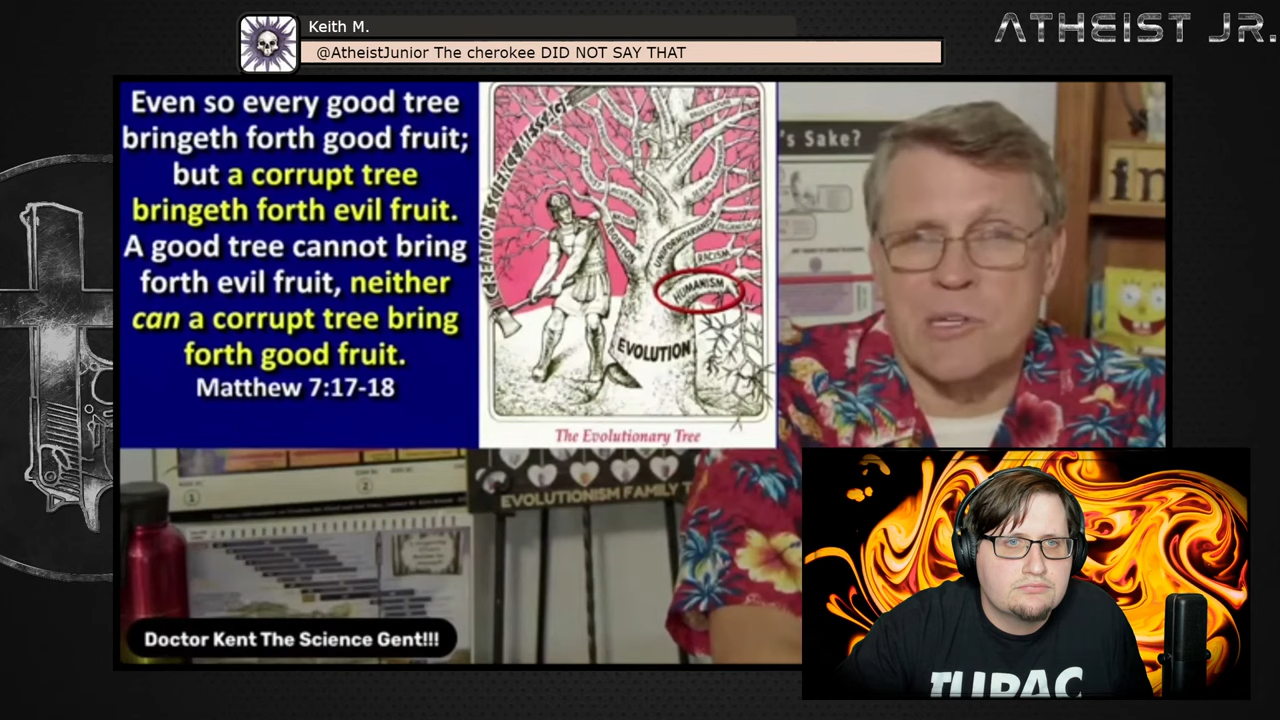 Keith M.
@AtheistJunior The cherokee DID NOT SAY THAT
ATHEIST JR.
Even so every good tree
bringeth forth good fruit;
but a corrupt tree
bringeth forth evil fruit.
A good tree cannot bring
forth evil fruit, neither
can a corrupt tree bring
forth good fruit.
Matthew 7:17-18
CREATION SCIENCE MESSAGE
ABORTION
RACISM
HUMANISM
EVOLUTION
The Evolutionary Tree
's Sake?
EVOLUTIONISM FAMILY T
1
2
Doctor Kent The Science Gent!!!
TUPAC